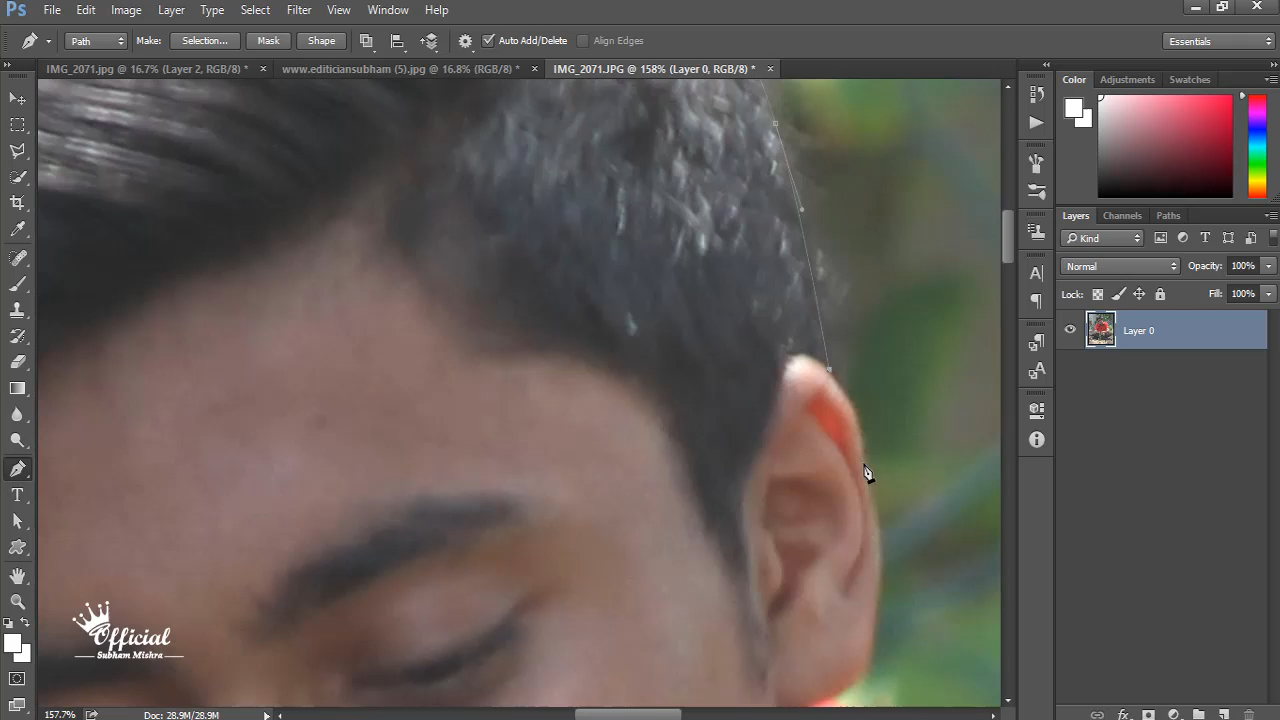 Ps File Edit Image Layer Type Select Filter View Window Help
Path Make: Selection... Mask Shape Auto Add/Delete Align Edges Essentials
IMG_2071.jpg @ 16.7% (Layer 2, RGB/8) * × www.editiciansubham (5).jpg @ 16.8% (RGB/8) * × IMG_2071.JPG @ 158% (Layer 0, RGB/8) * ×
Color Adjustments Swatches
Layers Channels Paths
Kind
Normal Opacity: 100%
Lock: Fill: 100%
Layer 0
Official
Subham Mishra
157.7% Doc: 28.9M/28.9M